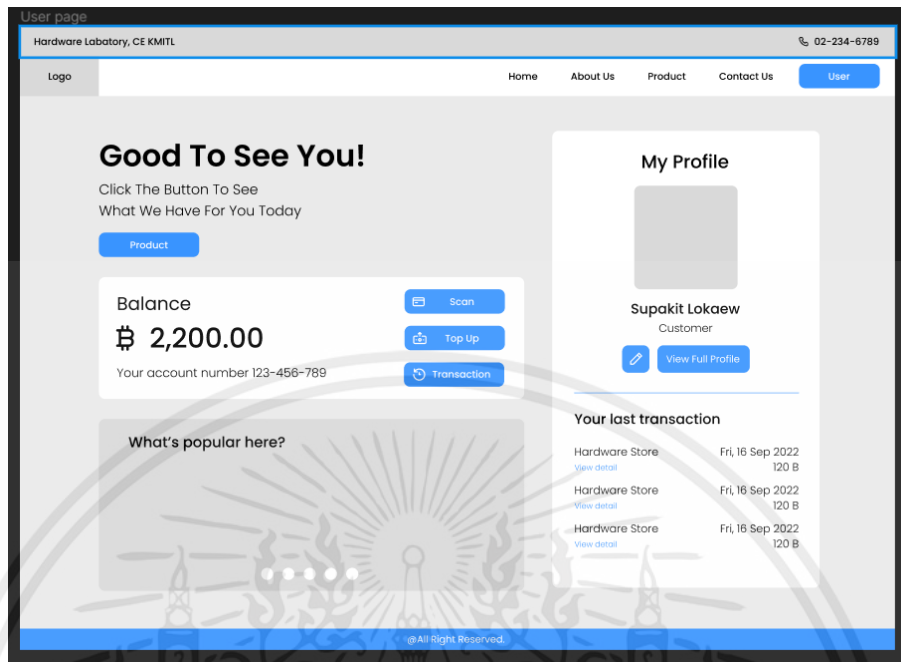 User page
Hardware Labatory, CE KMITL
02-234-6789
Logo
Home
About Us
Product
Contact Us
User
Good To See You!
Click The Button To See
What We Have For You Today
Product
Balance
฿ 2,200.00
Your account number 123-456-789
Scan
Top Up
Transaction
What's popular here?
My Profile
Supakit Lokaew
Customer
View Full Profile
Your last transaction
Hardware Store Fri, 16 Sep 2022
View detail 120 B
Hardware Store Fri, 16 Sep 2022
View detail 120 B
Hardware Store Fri, 16 Sep 2022
View detail 120 B
@All Right Reserved.